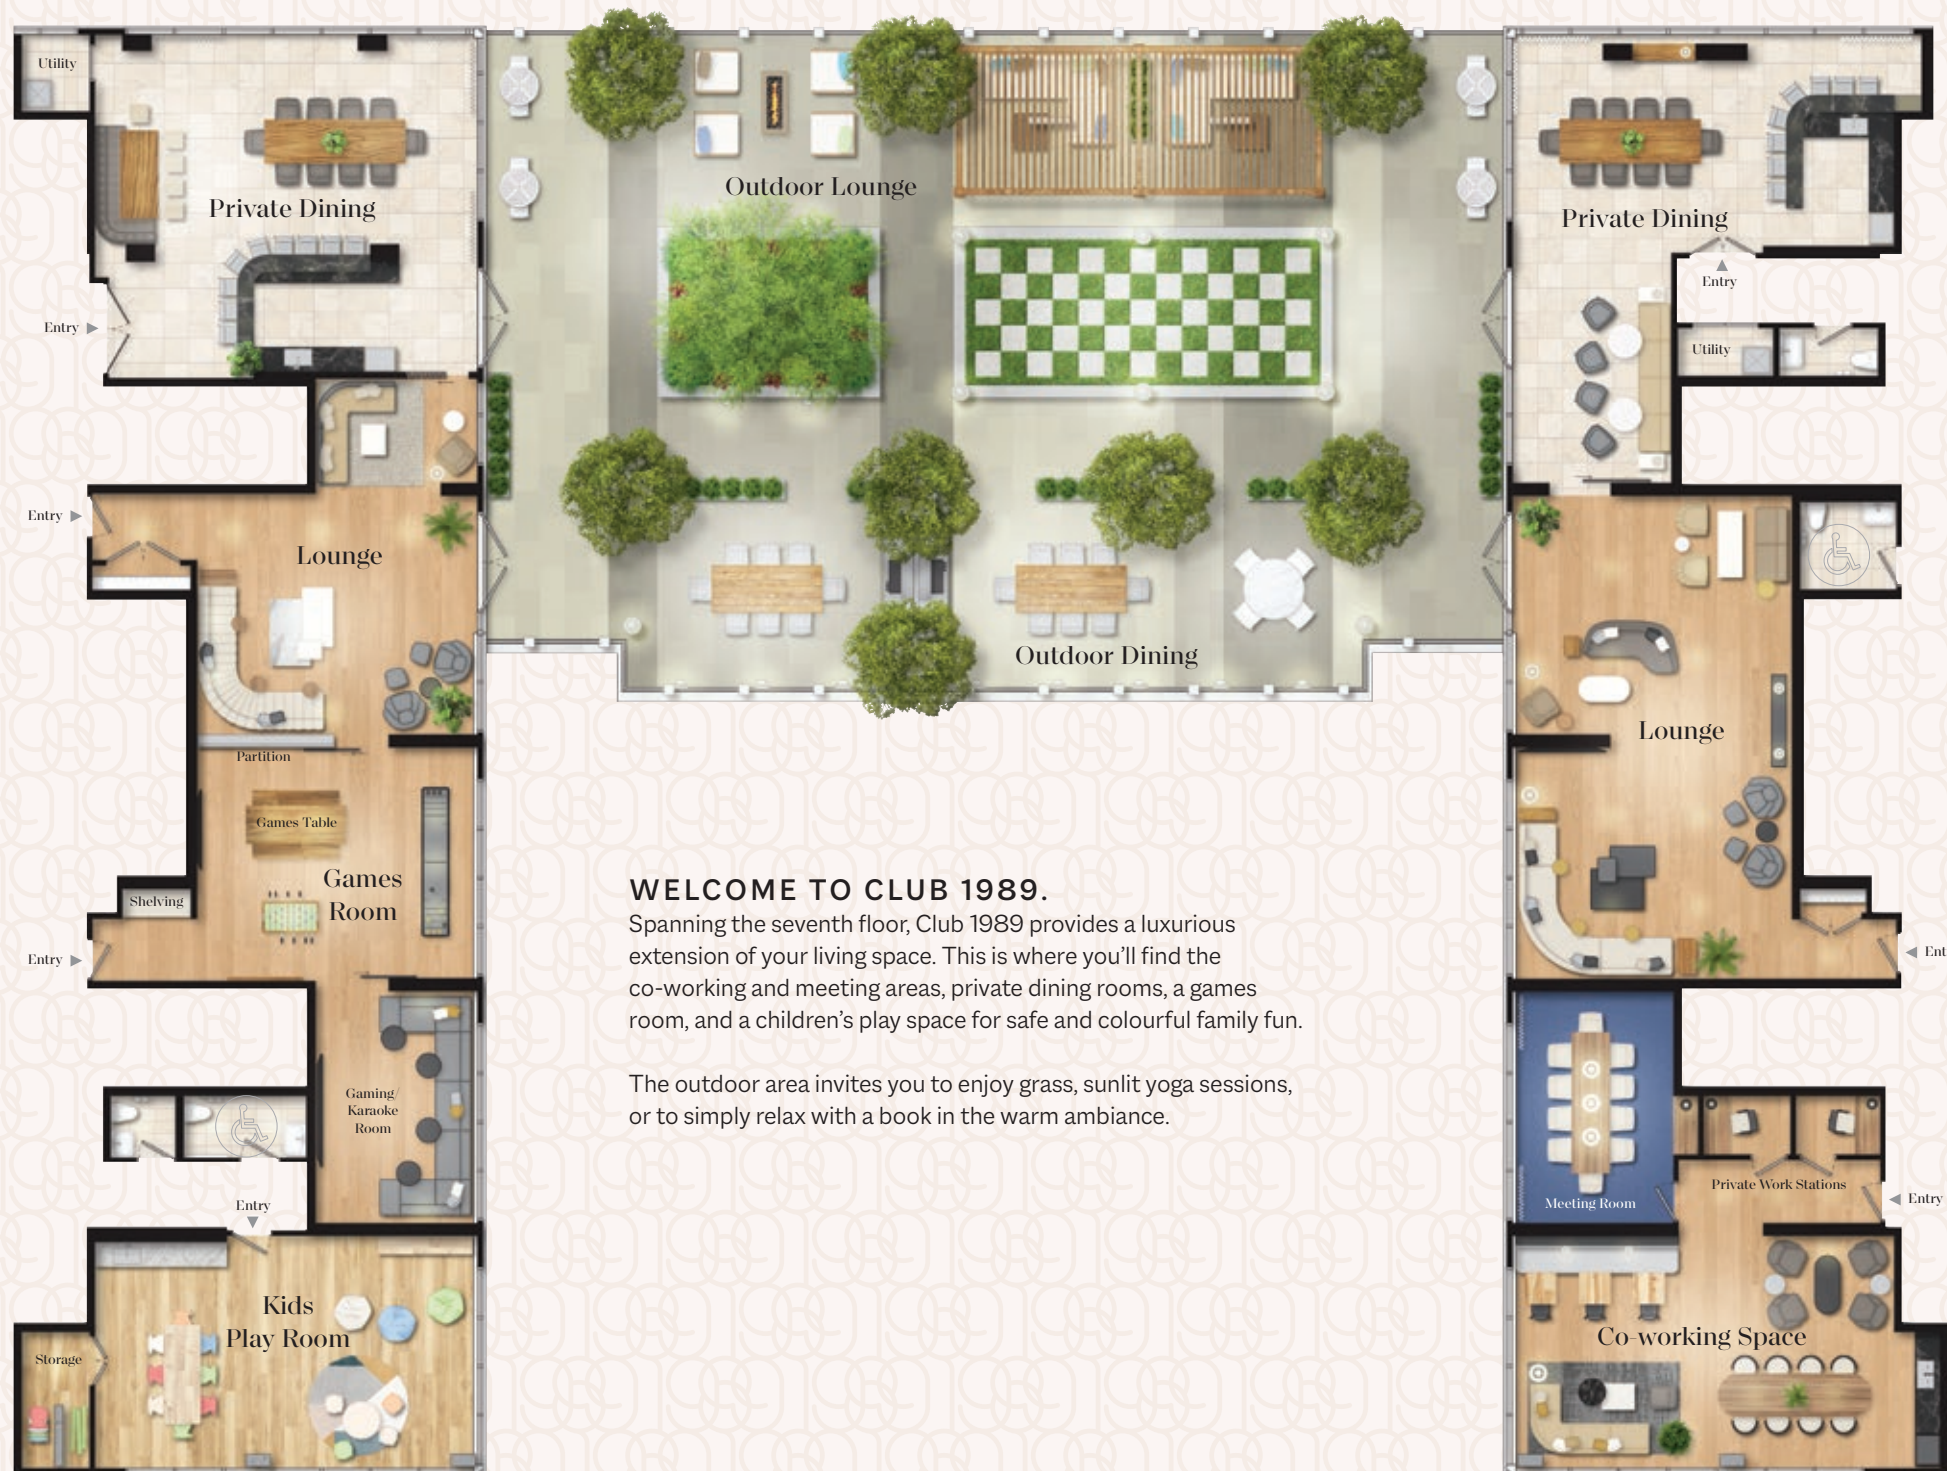 Utility
Private Dining
Entry
Entry
Lounge
Partition
Games Table
Games
Room
Shelving
Entry
Gaming/
Karaoke
Room
Entry
Kids
Play Room
Storage
Outdoor Lounge
Outdoor Dining
WELCOME TO CLUB 1989.
Spanning the seventh floor, Club 1989 provides a luxurious
extension of your living space. This is where you’ll find the
co-working and meeting areas, private dining rooms, a games
room, and a children’s play space for safe and colourful family fun.
The outdoor area invites you to enjoy grass, sunlit yoga sessions,
or to simply relax with a book in the warm ambiance.
Private Dining
Entry
Utility
Lounge
Ent
Meeting Room
Private Work Stations
Entry
Co-working Space